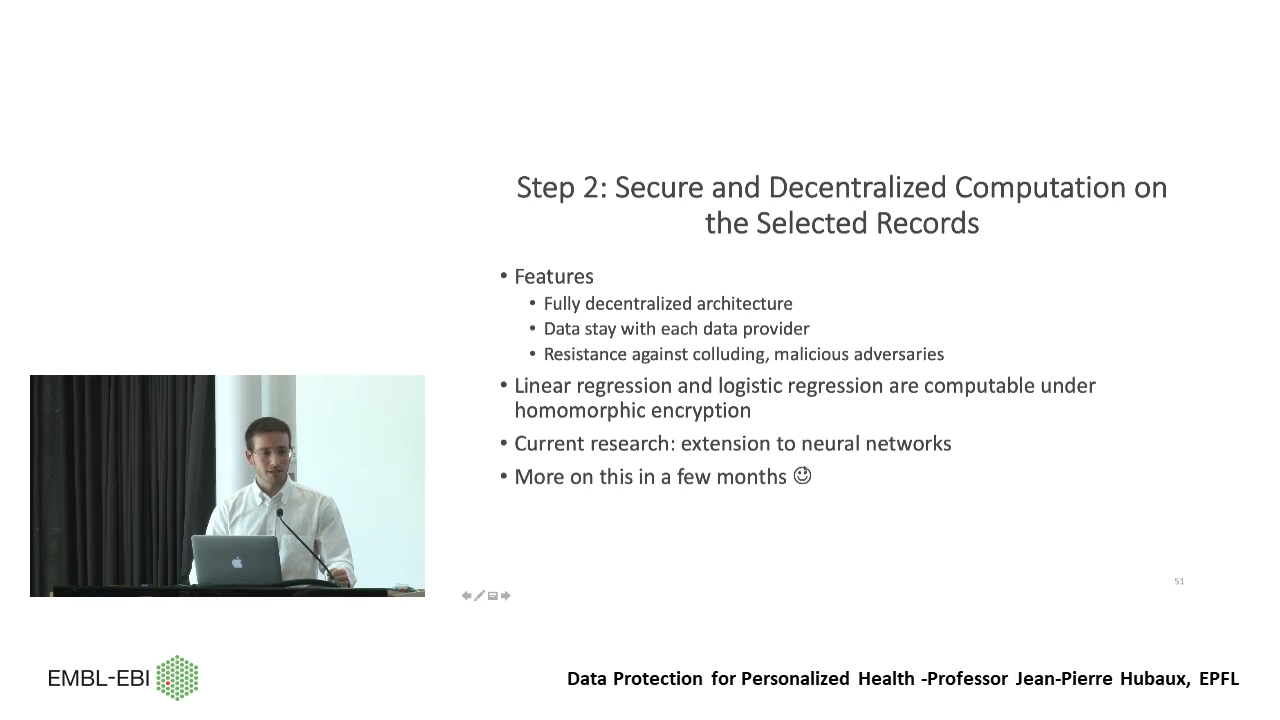 Step 2: Secure and Decentralized Computation on
the Selected Records
• Features
• Fully decentralized architecture
• Data stay with each data provider
• Resistance against colluding, malicious adversaries
• Linear regression and logistic regression are computable under
homomorphic encryption
• Current research: extension to neural networks
• More on this in a few months ☺
51
EMBL-EBI
Data Protection for Personalized Health -Professor Jean-Pierre Hubaux, EPFL